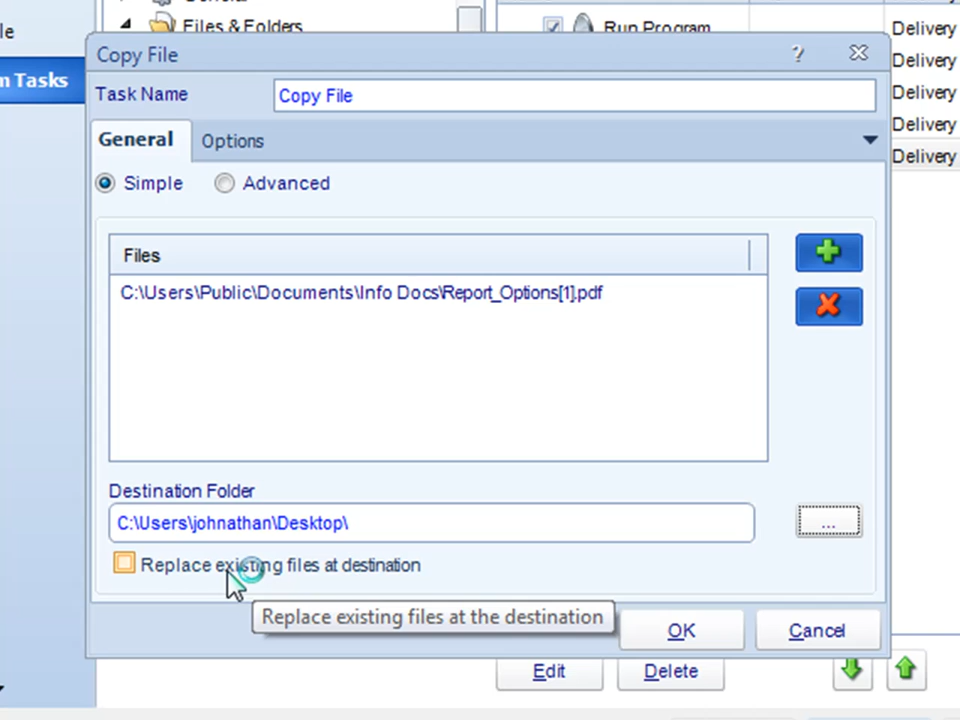 le
Files & Folders
Run Program
Delivery
Copy File
?
m Tasks
Delivery
Task Name
Copy File
Delivery
Delivery
General
Options
Delivery
Simple
Advanced
Files
C:\Users\Public\Documents\Info Docs\Report_Options[1].pdf
Destination Folder
C:\Users\johnathan\Desktop\
...
Replace existing files at destination
Replace existing files at the destination
OK
Cancel
Edit
Delete